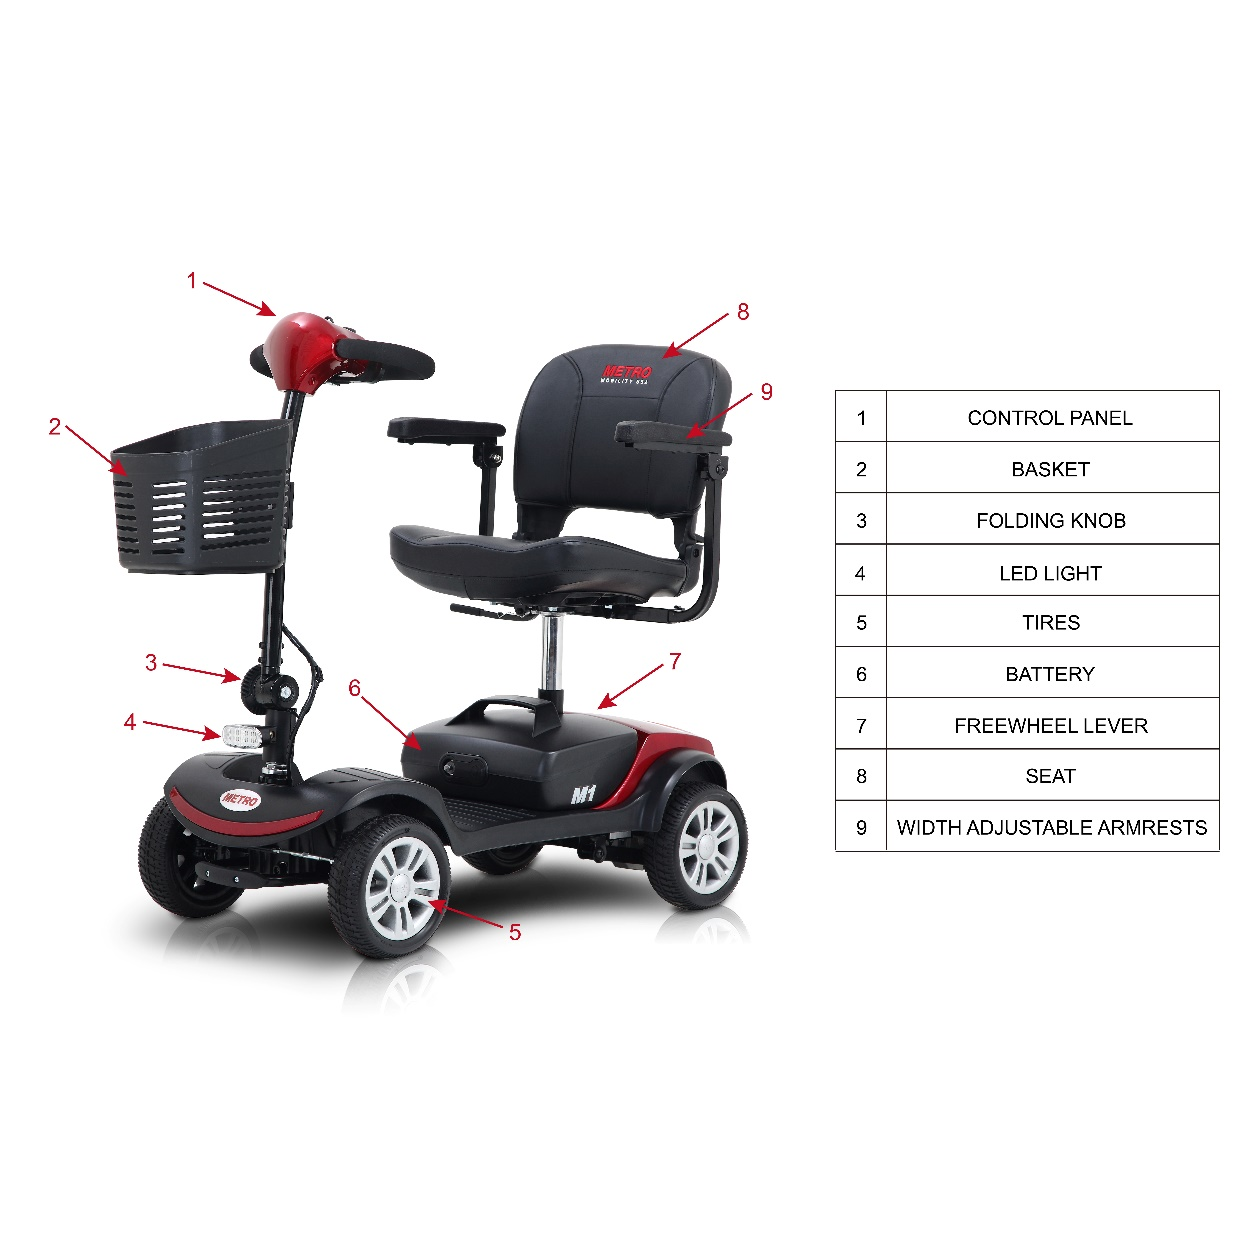 1
8
9
2
METRO
MOBILITY USA
3
7
6
4
METRO
M1
5
1 CONTROL PANEL
2 BASKET
3 FOLDING KNOB
4 LED LIGHT
5 TIRES
6 BATTERY
7 FREEWHEEL LEVER
8 SEAT
9 WIDTH ADJUSTABLE ARMRESTS